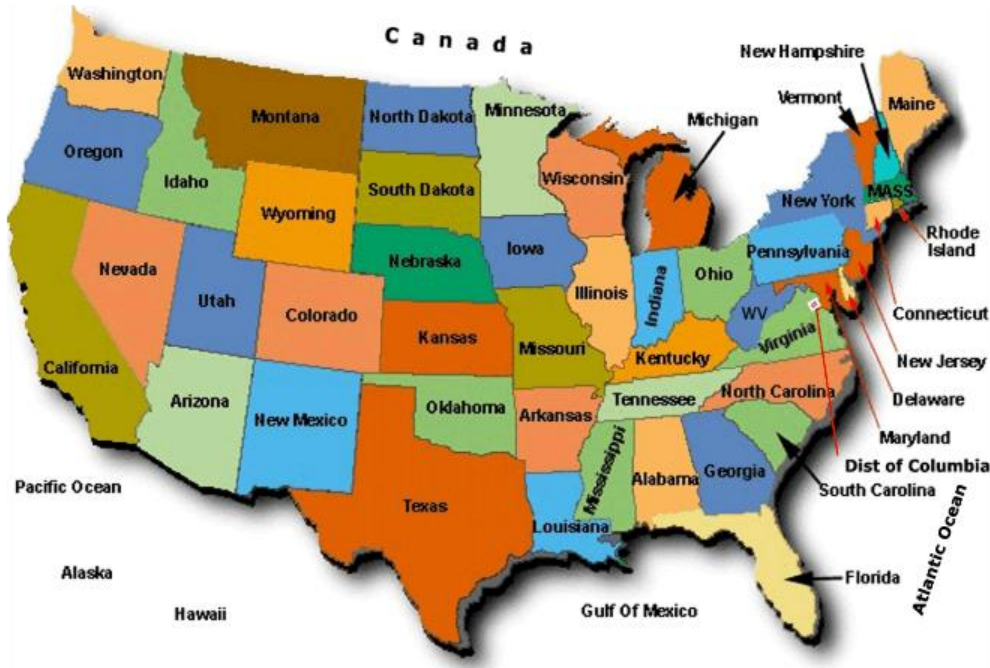 Canada
New Hampshire
Washington
Vermont
Maine
Montana
North Dakota
Minnesota
Michigan
Oregon
Idaho
Wisconsin
South Dakota
MASS
New York
Wyoming
Rhode
Island
Iowa
Pennsylvania
Nebraska
Nevada
Ohio
Indiana
Illinois
Utah
Colorado
WV
Connecticut
Kansas
Virginia
Missouri
Kentucky
New Jersey
California
North Carolina
Arizona
Oklahoma
Arkansas
Tennessee
Delaware
New Mexico
Maryland
Mississippi
Dist of Columbia
Alabama
Georgia
Pacific Ocean
South Carolina
Texas
Louisiana
Atlantic Ocean
Alaska
Florida
Hawaii
Gulf Of Mexico